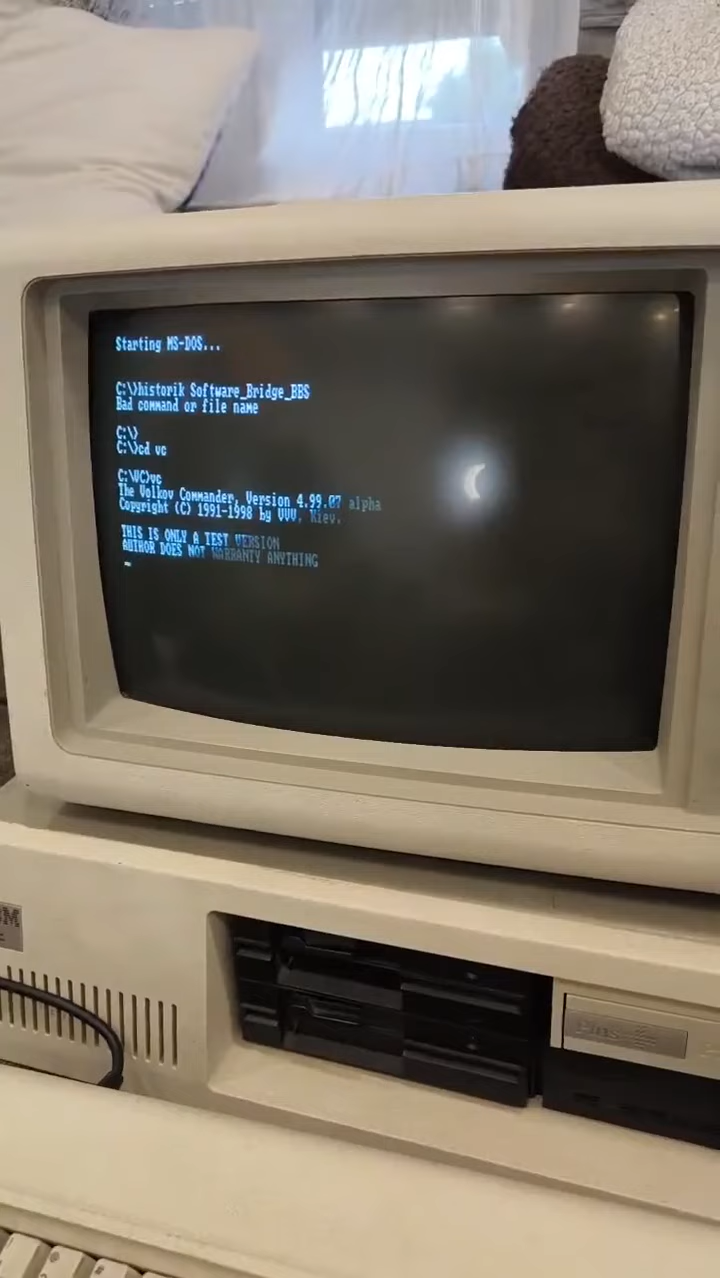 Starting MS-DOS...
C:\>historik Software_Bridge_BBS
Bad command or file name
C:\>
C:\>cd vc
C:\VC>vc
The Volkov Commander, Version 4.99.07 alpha
Copyright (C) 1991-1998 by VVV, Kiev.
THIS IS ONLY A TEST VERSION
AUTHOR DOES NOT WARRANTY ANYTHING